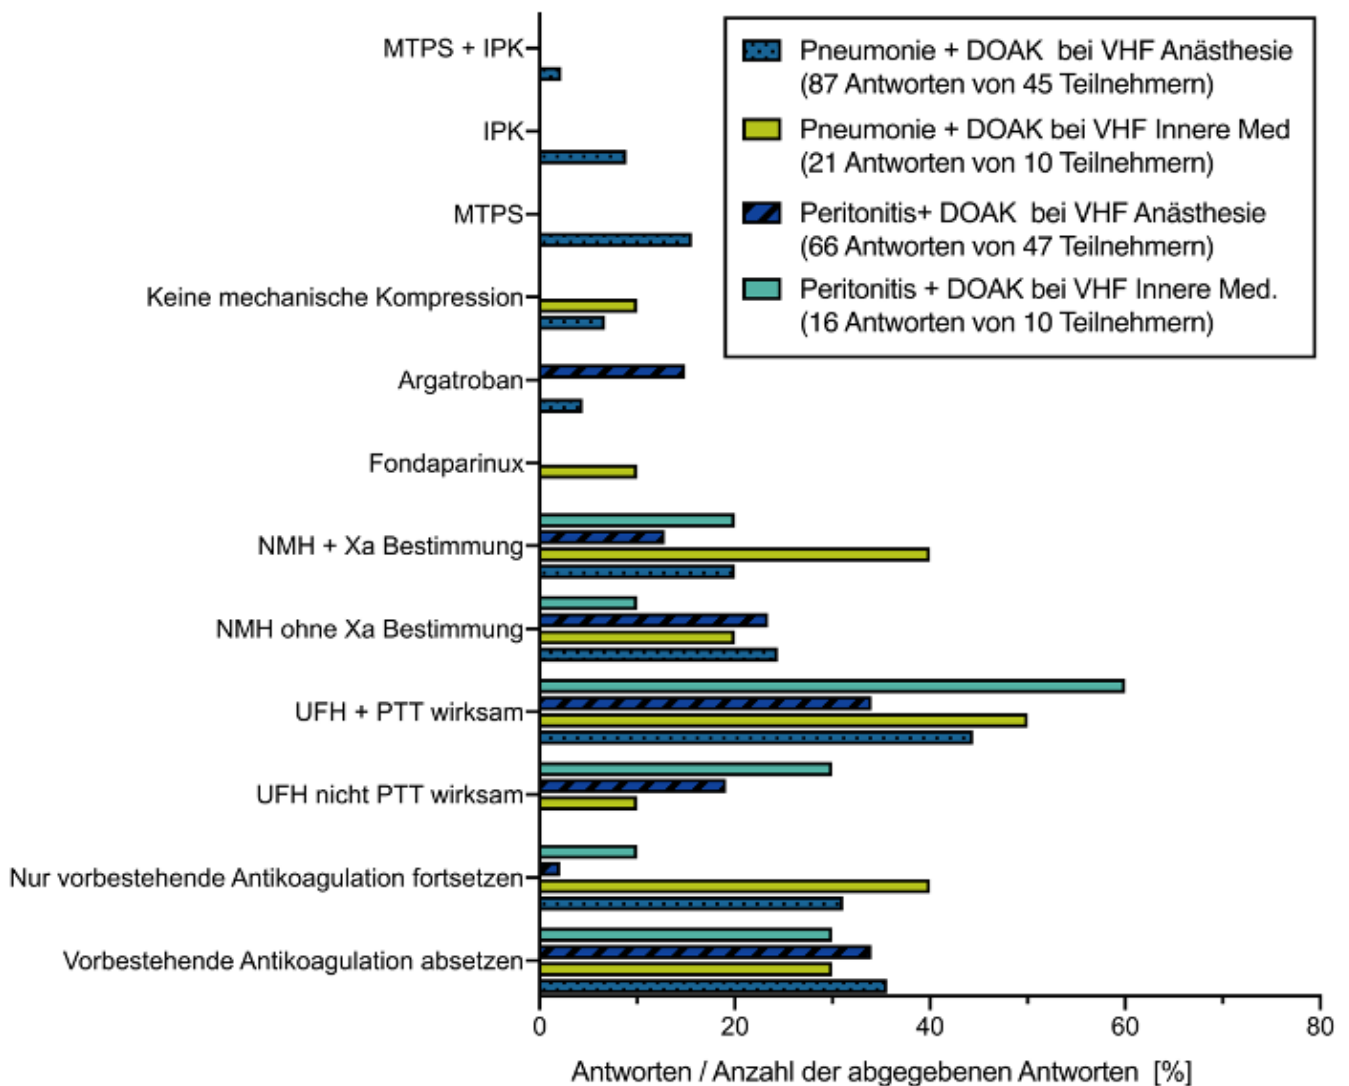 MTPS + IPK
IPK
MTPS
Keine mechanische Kompression
Argatroban
Fondaparinux
NMH + Xa Bestimmung
NMH ohne Xa Bestimmung
UFH + PTT wirksam
UFH nicht PTT wirksam
Nur vorbestehende Antikoagulation fortsetzen
Vorbestehende Antikoagulation absetzen
Pneumonie + DOAK bei VHF Anästhesie
(87 Antworten von 45 Teilnehmern)
Pneumonie + DOAK bei VHF Innere Med
(21 Antworten von 10 Teilnehmern)
Peritonitis+ DOAK bei VHF Anästhesie
(66 Antworten von 47 Teilnehmern)
Peritonitis + DOAK bei VHF Innere Med.
(16 Antworten von 10 Teilnehmern)
0 20 40 60 80
Antworten / Anzahl der abgegebenen Antworten [%]